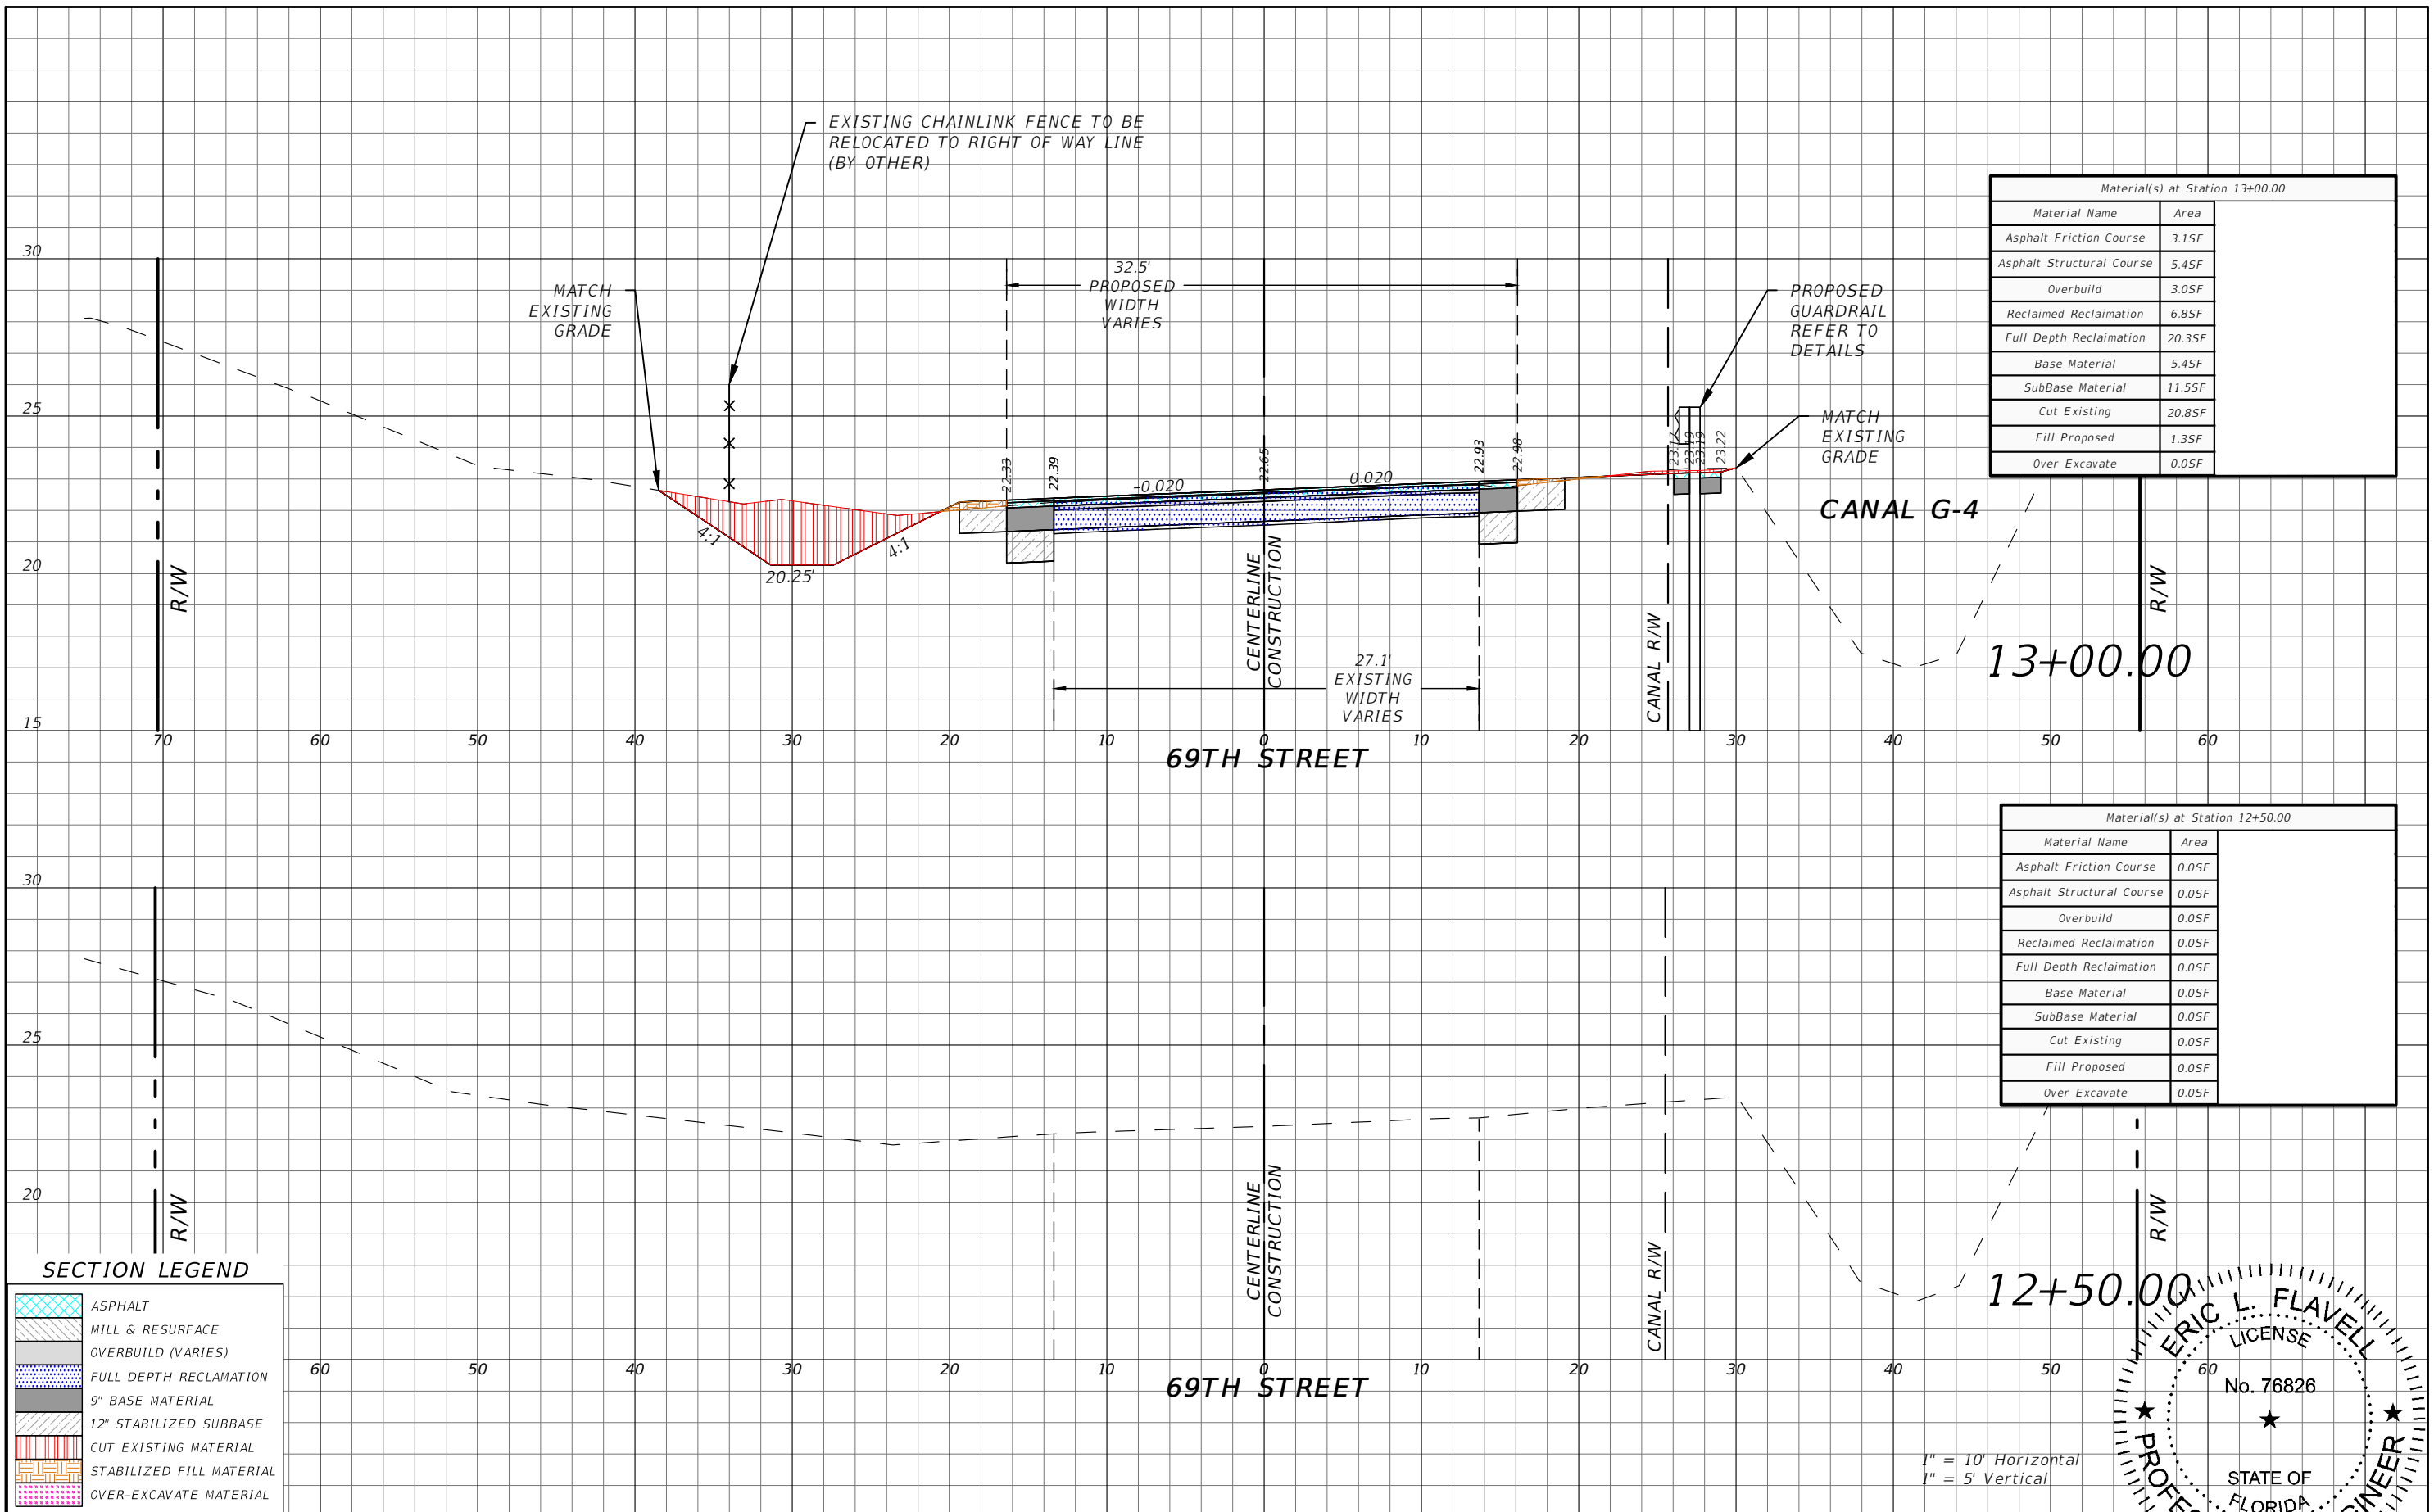 EXISTING CHAINLINK FENCE TO BE
RELOCATED TO RIGHT OF WAY LINE
(BY OTHER)
Material(s) at Station 13+00.00
Material Name Area
Asphalt Friction Course 3.1SF
Asphalt Structural Course 5.4SF
Overbuild 3.0SF
Reclaimed Reclaimation 6.8SF
Full Depth Reclaimation 20.3SF
Base Material 5.4SF
SubBase Material 11.5SF
Cut Existing 20.8SF
Fill Proposed 1.3SF
Over Excavate 0.0SF
30
25
20
15
MATCH
EXISTING
GRADE
32.5'
PROPOSED
WIDTH
VARIES
PROPOSED
GUARDRAIL
REFER TO
DETAILS
MATCH
EXISTING
GRADE
22.33
22.39
22.65
22.93
22.98
23.17
23.19
23.19
23.22
-0.020
0.020
4:1
4:1
20.25'
CANAL G-4
R/W
CENTERLINE
CONSTRUCTION
CANAL R/W
R/W
27.1'
EXISTING
WIDTH
VARIES
13+00.00
70 60 50 40 30 20 10 0 10 20 30 40 50 60
69TH STREET
Material(s) at Station 12+50.00
Material Name Area
Asphalt Friction Course 0.0SF
Asphalt Structural Course 0.0SF
Overbuild 0.0SF
Reclaimed Reclaimation 0.0SF
Full Depth Reclaimation 0.0SF
Base Material 0.0SF
SubBase Material 0.0SF
Cut Existing 0.0SF
Fill Proposed 0.0SF
Over Excavate 0.0SF
30
25
20
R/W
CENTERLINE
CONSTRUCTION
CANAL R/W
R/W
12+50.00
60 50 40 30 20 10 0 10 20 30 40 50 60
69TH STREET
SECTION LEGEND
ASPHALT
MILL & RESURFACE
OVERBUILD (VARIES)
FULL DEPTH RECLAMATION
9" BASE MATERIAL
12" STABILIZED SUBBASE
CUT EXISTING MATERIAL
STABILIZED FILL MATERIAL
OVER-EXCAVATE MATERIAL
1" = 10' Horizontal
1" = 5' Vertical
ERIC L. FLAVELL
LICENSE
No. 76826
STATE OF
FLORIDA